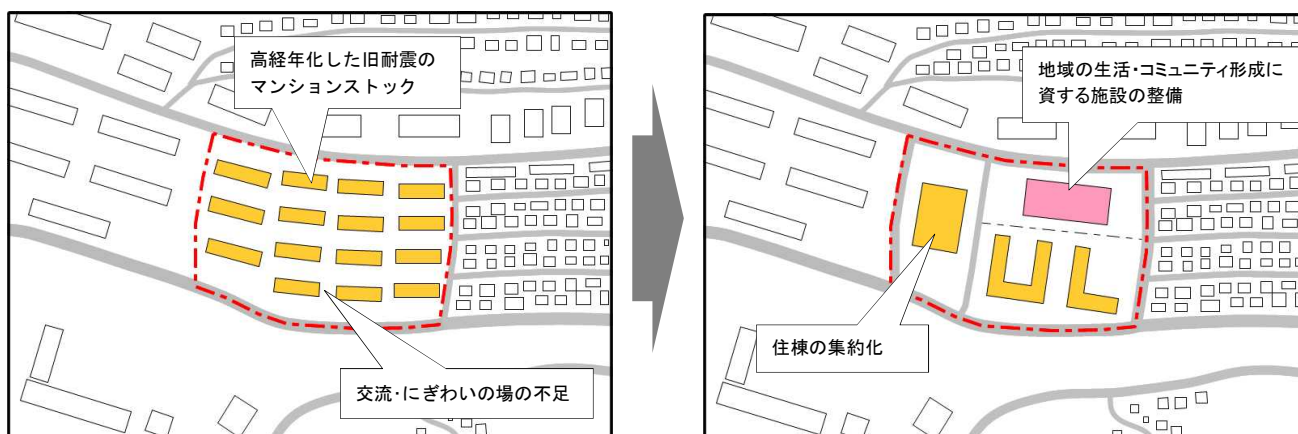 高経年化した旧耐震の
マンションストック
交流・にぎわいの場の不足
地域の生活・コミュニティ形成に
資する施設の整備
住棟の集約化